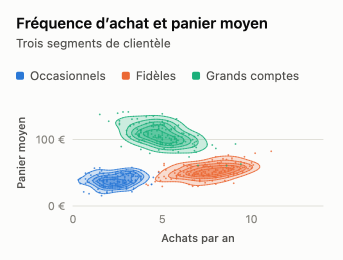 Fréquence d’achat et panier moyen
Trois segments de clientèle
Occasionnels
Fidèles
Grands comptes
Panier moyen
100 €
0 €
0
5
10
Achats par an